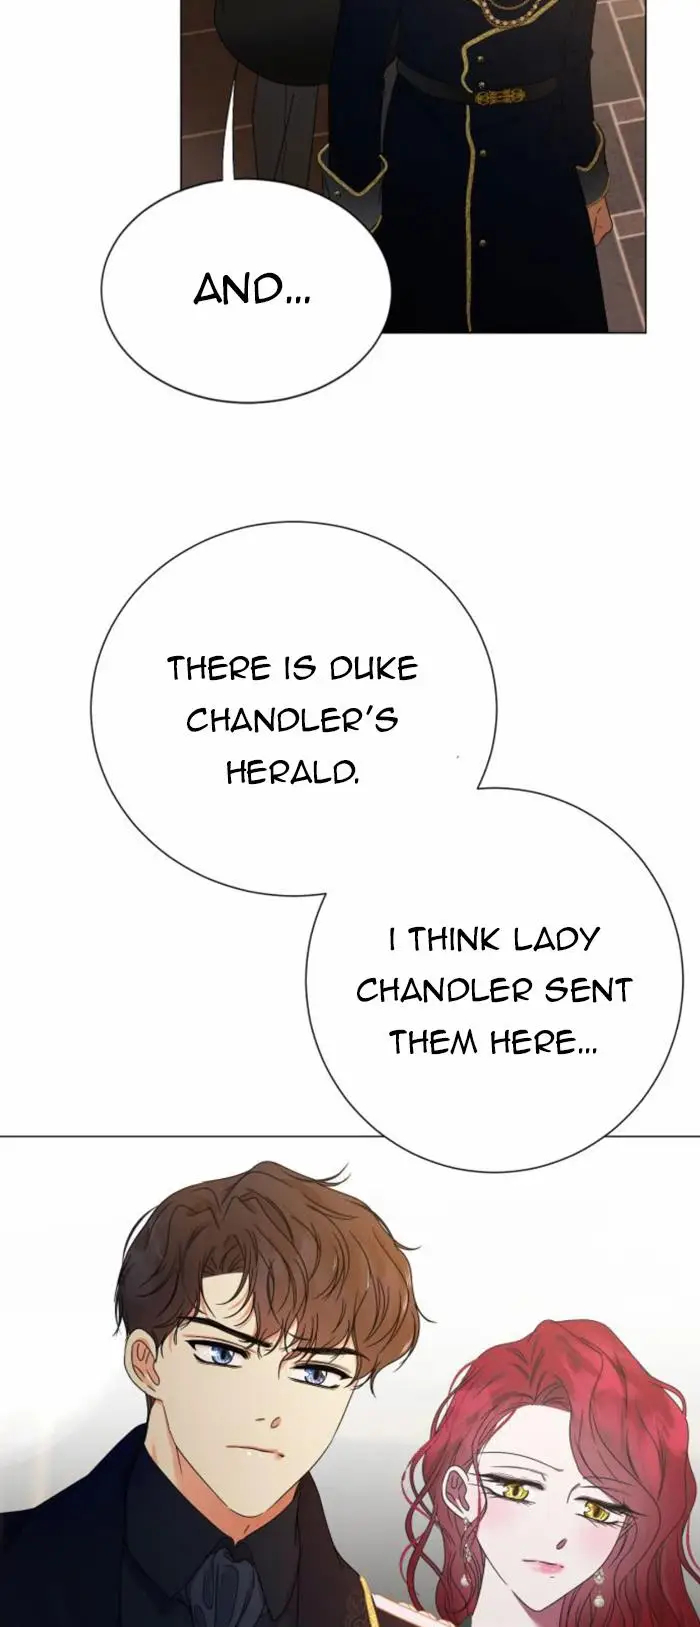 AND...
THERE IS DUKE
CHANDLER'S
HERALD.
I THINK LADY
CHANDLER SENT
THEM HERE...